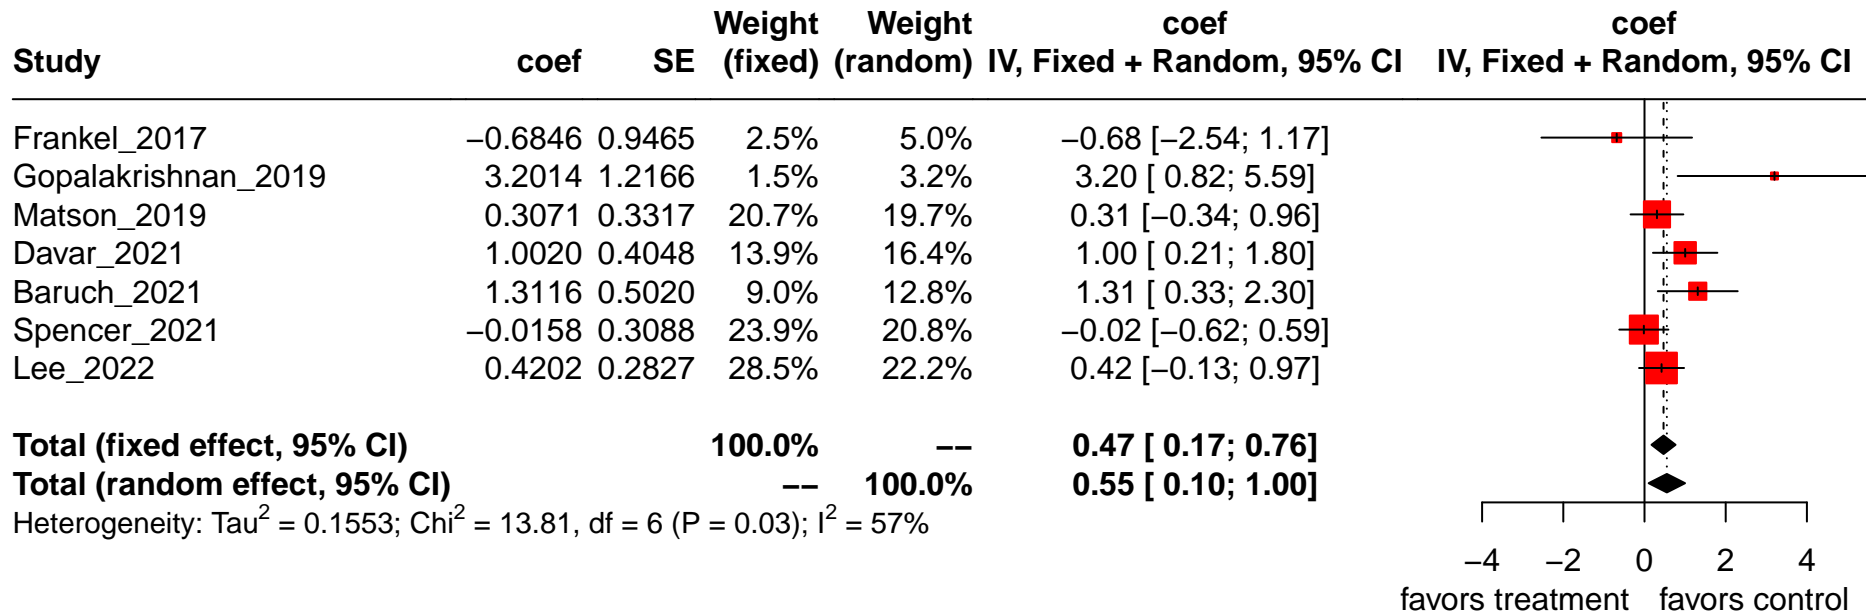 Weight Weight coef coef
Study coef SE (fixed) (random) IV, Fixed + Random, 95% CI IV, Fixed + Random, 95% CI
Frankel_2017 −0.6846 0.9465 2.5% 5.0% −0.68 [−2.54; 1.17]
Gopalakrishnan_2019 3.2014 1.2166 1.5% 3.2% 3.20 [ 0.82; 5.59]
Matson_2019 0.3071 0.3317 20.7% 19.7% 0.31 [−0.34; 0.96]
Davar_2021 1.0020 0.4048 13.9% 16.4% 1.00 [ 0.21; 1.80]
Baruch_2021 1.3116 0.5020 9.0% 12.8% 1.31 [ 0.33; 2.30]
Spencer_2021 −0.0158 0.3088 23.9% 20.8% −0.02 [−0.62; 0.59]
Lee_2022 0.4202 0.2827 28.5% 22.2% 0.42 [−0.13; 0.97]
Total (fixed effect, 95% CI) 100.0% −− 0.47 [ 0.17; 0.76]
Total (random effect, 95% CI) −− 100.0% 0.55 [ 0.10; 1.00]
Heterogeneity: Tau² = 0.1553; Chi² = 13.81, df = 6 (P = 0.03); I² = 57%
−4 −2 0 2 4
favors treatment favors control